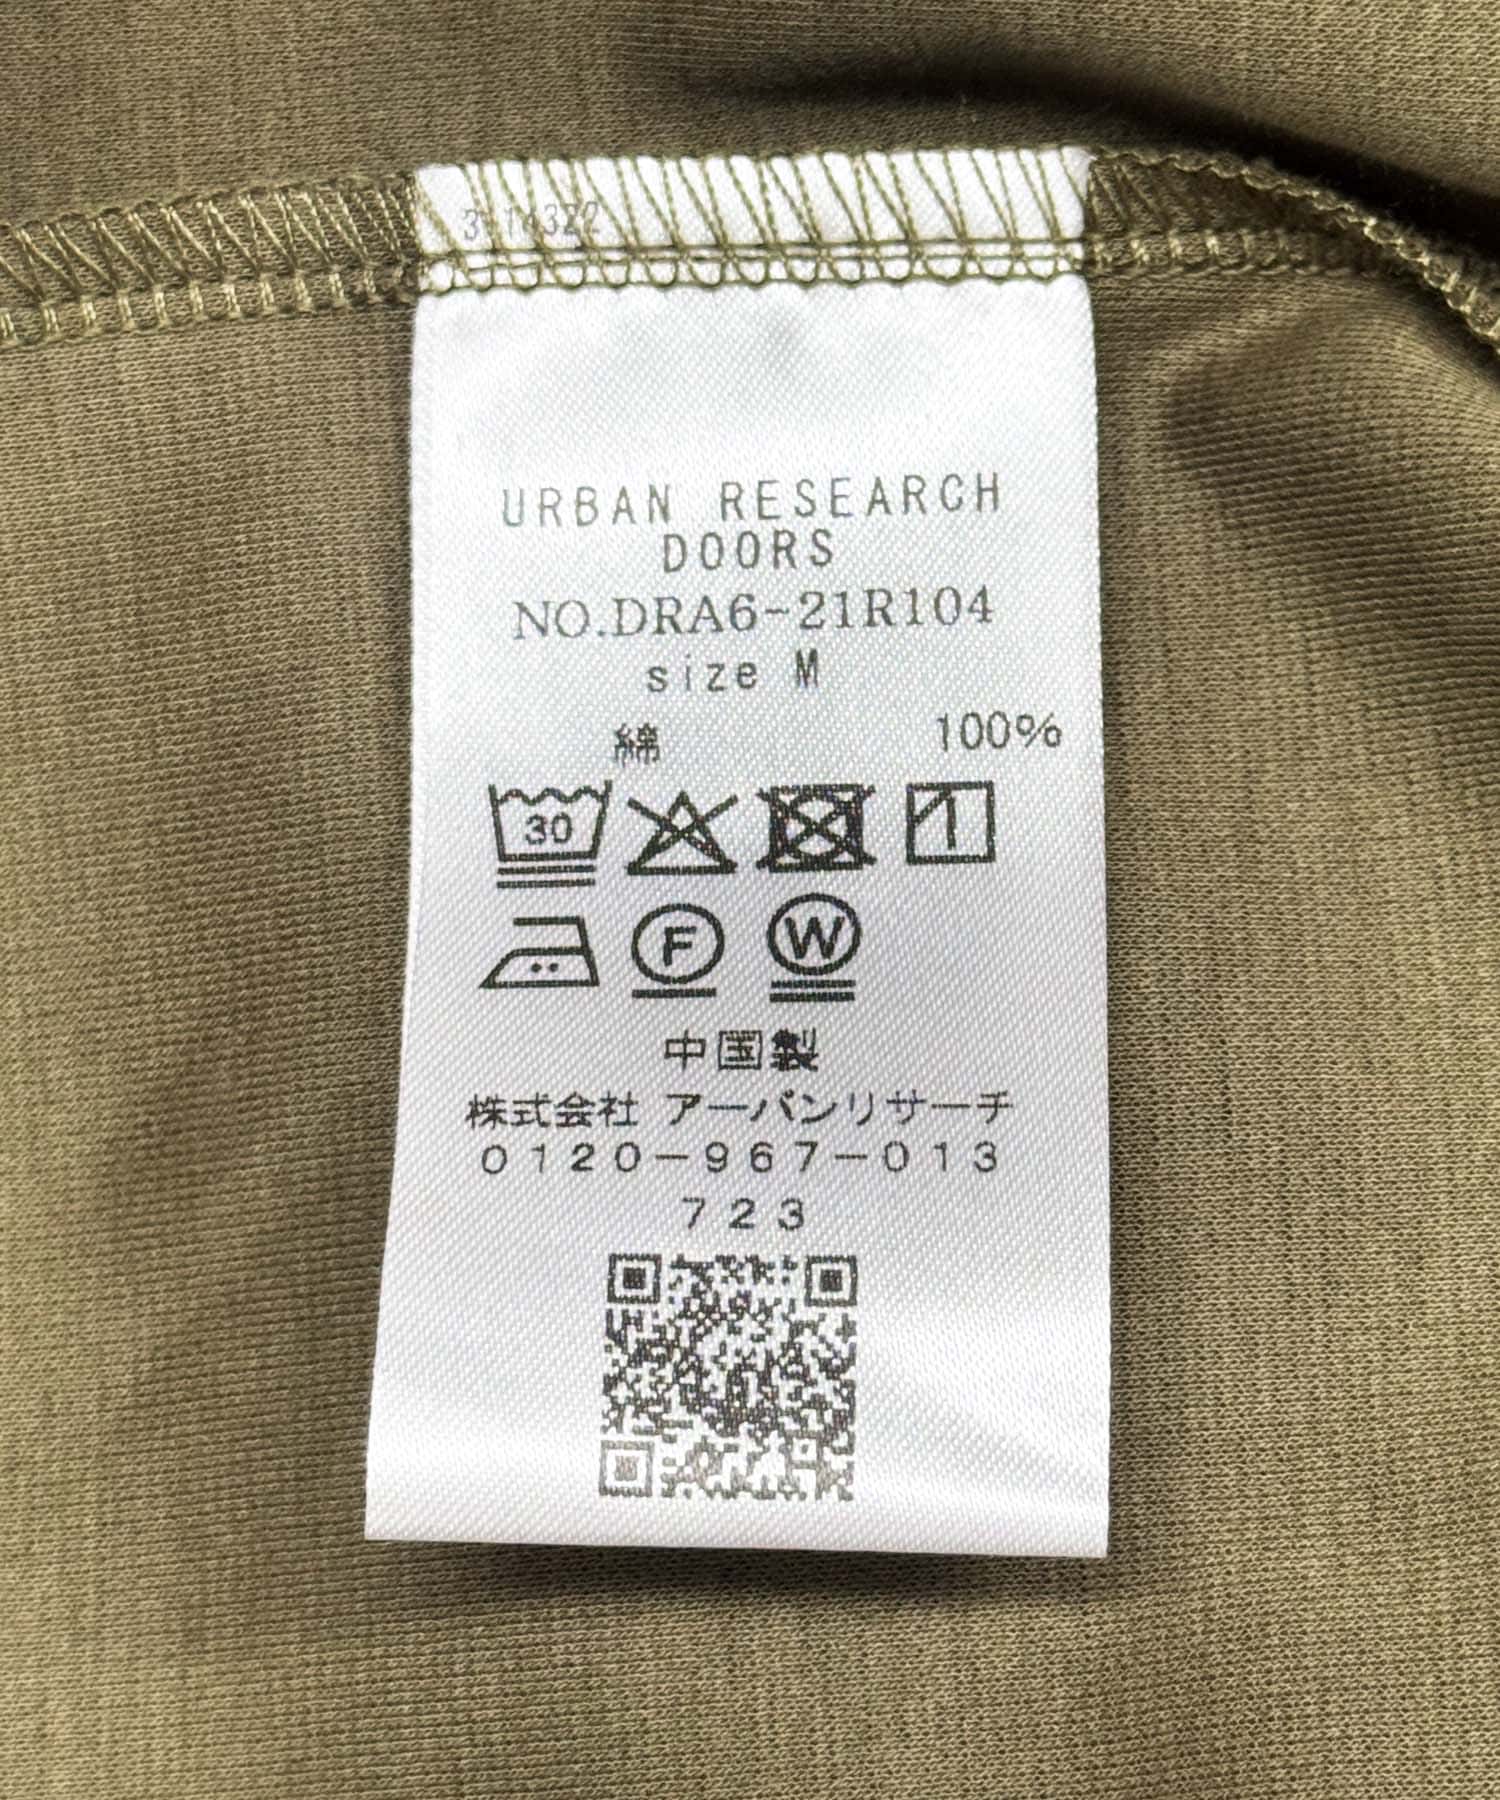 URBAN RESEARCH
DOORS
NO.DRA6-21R104
size M
綿 100%
30
F W
中国製
株式会社 アーバンリサーチ
0120-967-013
723